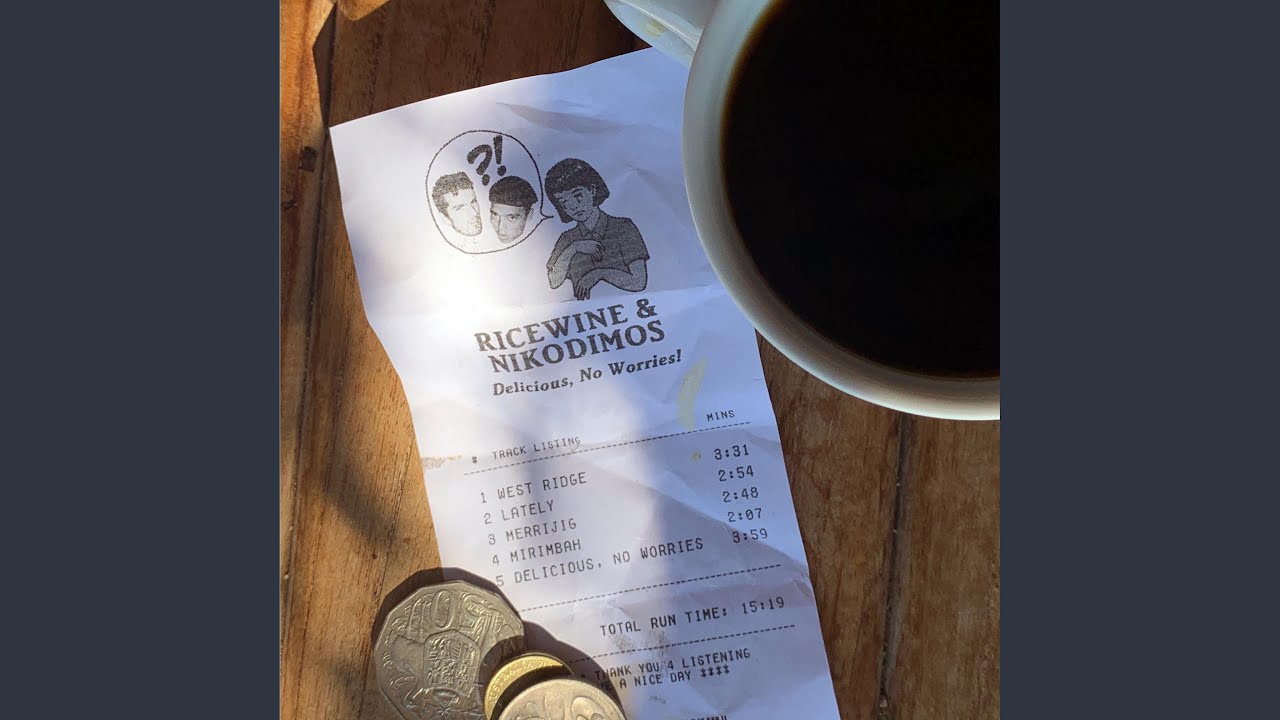 ?!
RICEWINE &
NIKODIMOS
Delicious, No Worries!
# TRACK LISTING MINS
1 WEST RIDGE 3:31
2 LATELY 2:54
3 MERRIJIG 2:48
4 MIRIMBAH 2:07
5 DELICIOUS, NO WORRIES 3:59
TOTAL RUN TIME: 15:19
THANK YOU 4 LISTENING
A NICE DAY ****
50